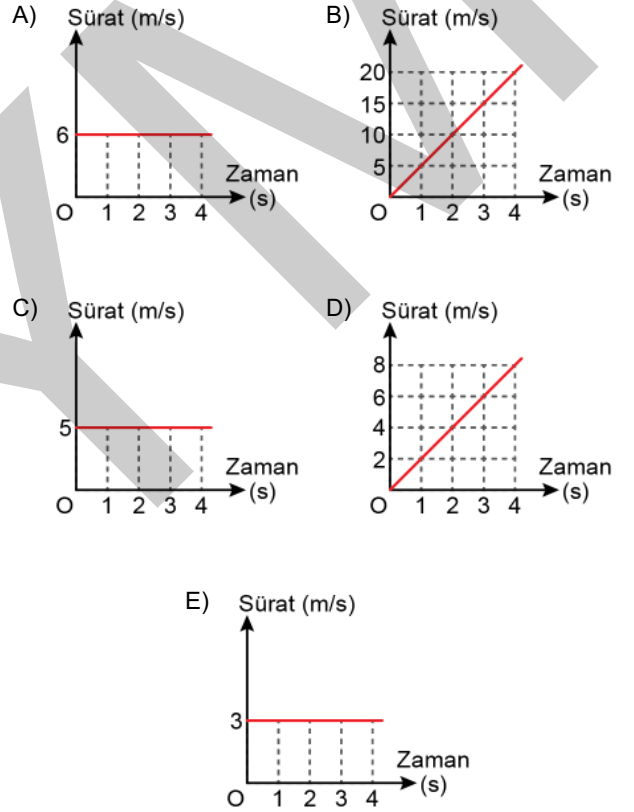 A) Sürat (m/s)
6
Zaman
(s)
O 1 2 3 4
B) Sürat (m/s)
20
15
10
5
Zaman
(s)
O 1 2 3 4
C) Sürat (m/s)
5
Zaman
(s)
O 1 2 3 4
D) Sürat (m/s)
8
6
4
2
Zaman
(s)
O 1 2 3 4
E) Sürat (m/s)
3
Zaman
(s)
O 1 2 3 4